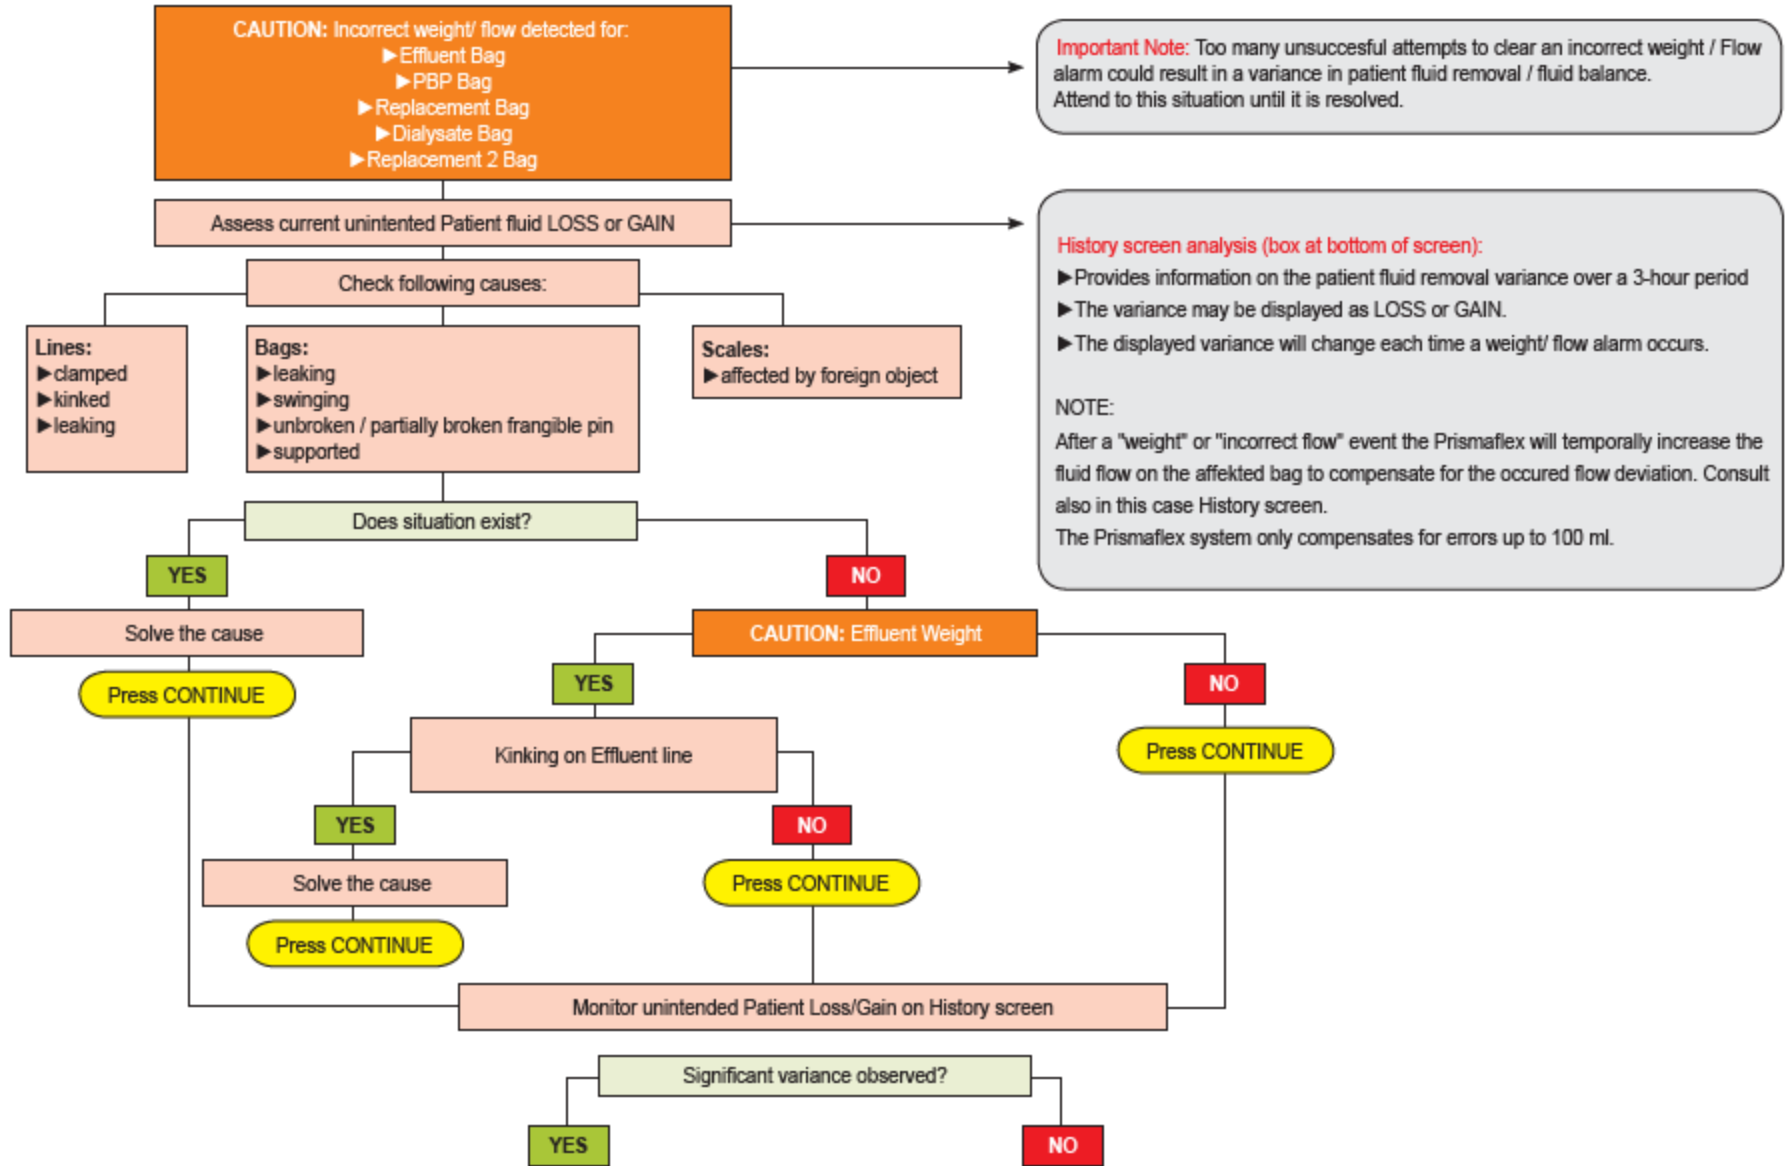 CAUTION: Incorrect weight/ flow detected for:
►Effluent Bag
►PBP Bag
►Replacement Bag
►Dialysate Bag
►Replacement 2 Bag
Important Note: Too many unsuccesful attempts to clear an incorrect weight / Flow
alarm could result in a variance in patient fluid removal / fluid balance.
Attend to this situation until it is resolved.
Assess current unintented Patient fluid LOSS or GAIN
History screen analysis (box at bottom of screen):
►Provides information on the patient fluid removal variance over a 3-hour period
►The variance may be displayed as LOSS or GAIN.
►The displayed variance will change each time a weight/ flow alarm occurs.
NOTE:
After a "weight" or "incorrect flow" event the Prismaflex will temporally increase the
fluid flow on the affekted bag to compensate for the occured flow deviation. Consult
also in this case History screen.
The Prismaflex system only compensates for errors up to 100 ml.
Check following causes:
Lines:
►clamped
►kinked
►leaking
Bags:
►leaking
►swinging
►unbroken / partially broken frangible pin
►supported
Scales:
►affected by foreign object
Does situation exist?
YES
NO
Solve the cause
Press CONTINUE
CAUTION: Effluent Weight
YES
NO
Kinking on Effluent line
Press CONTINUE
YES
NO
Solve the cause
Press CONTINUE
Press CONTINUE
Monitor unintended Patient Loss/Gain on History screen
Significant variance observed?
YES
NO